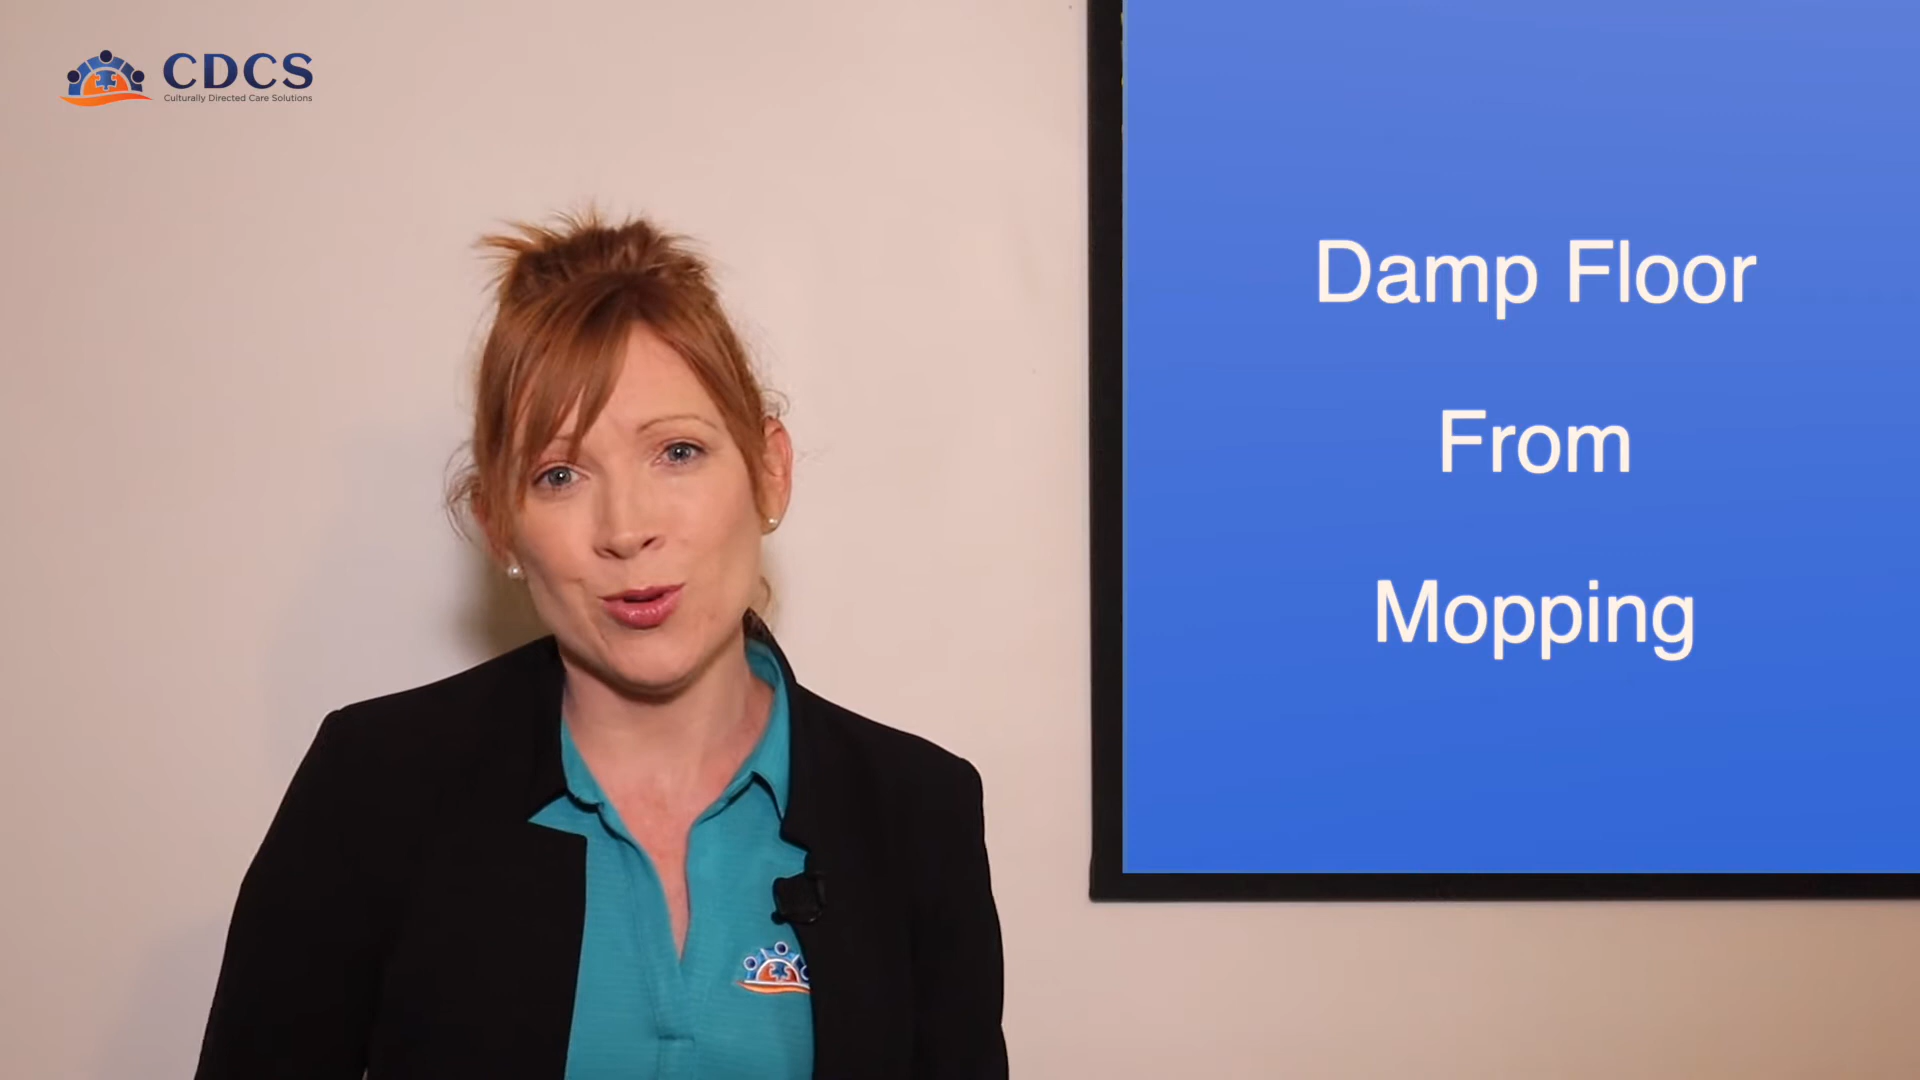 CDCS
Culturally Directed Care Solutions
Damp Floor
From
Mopping